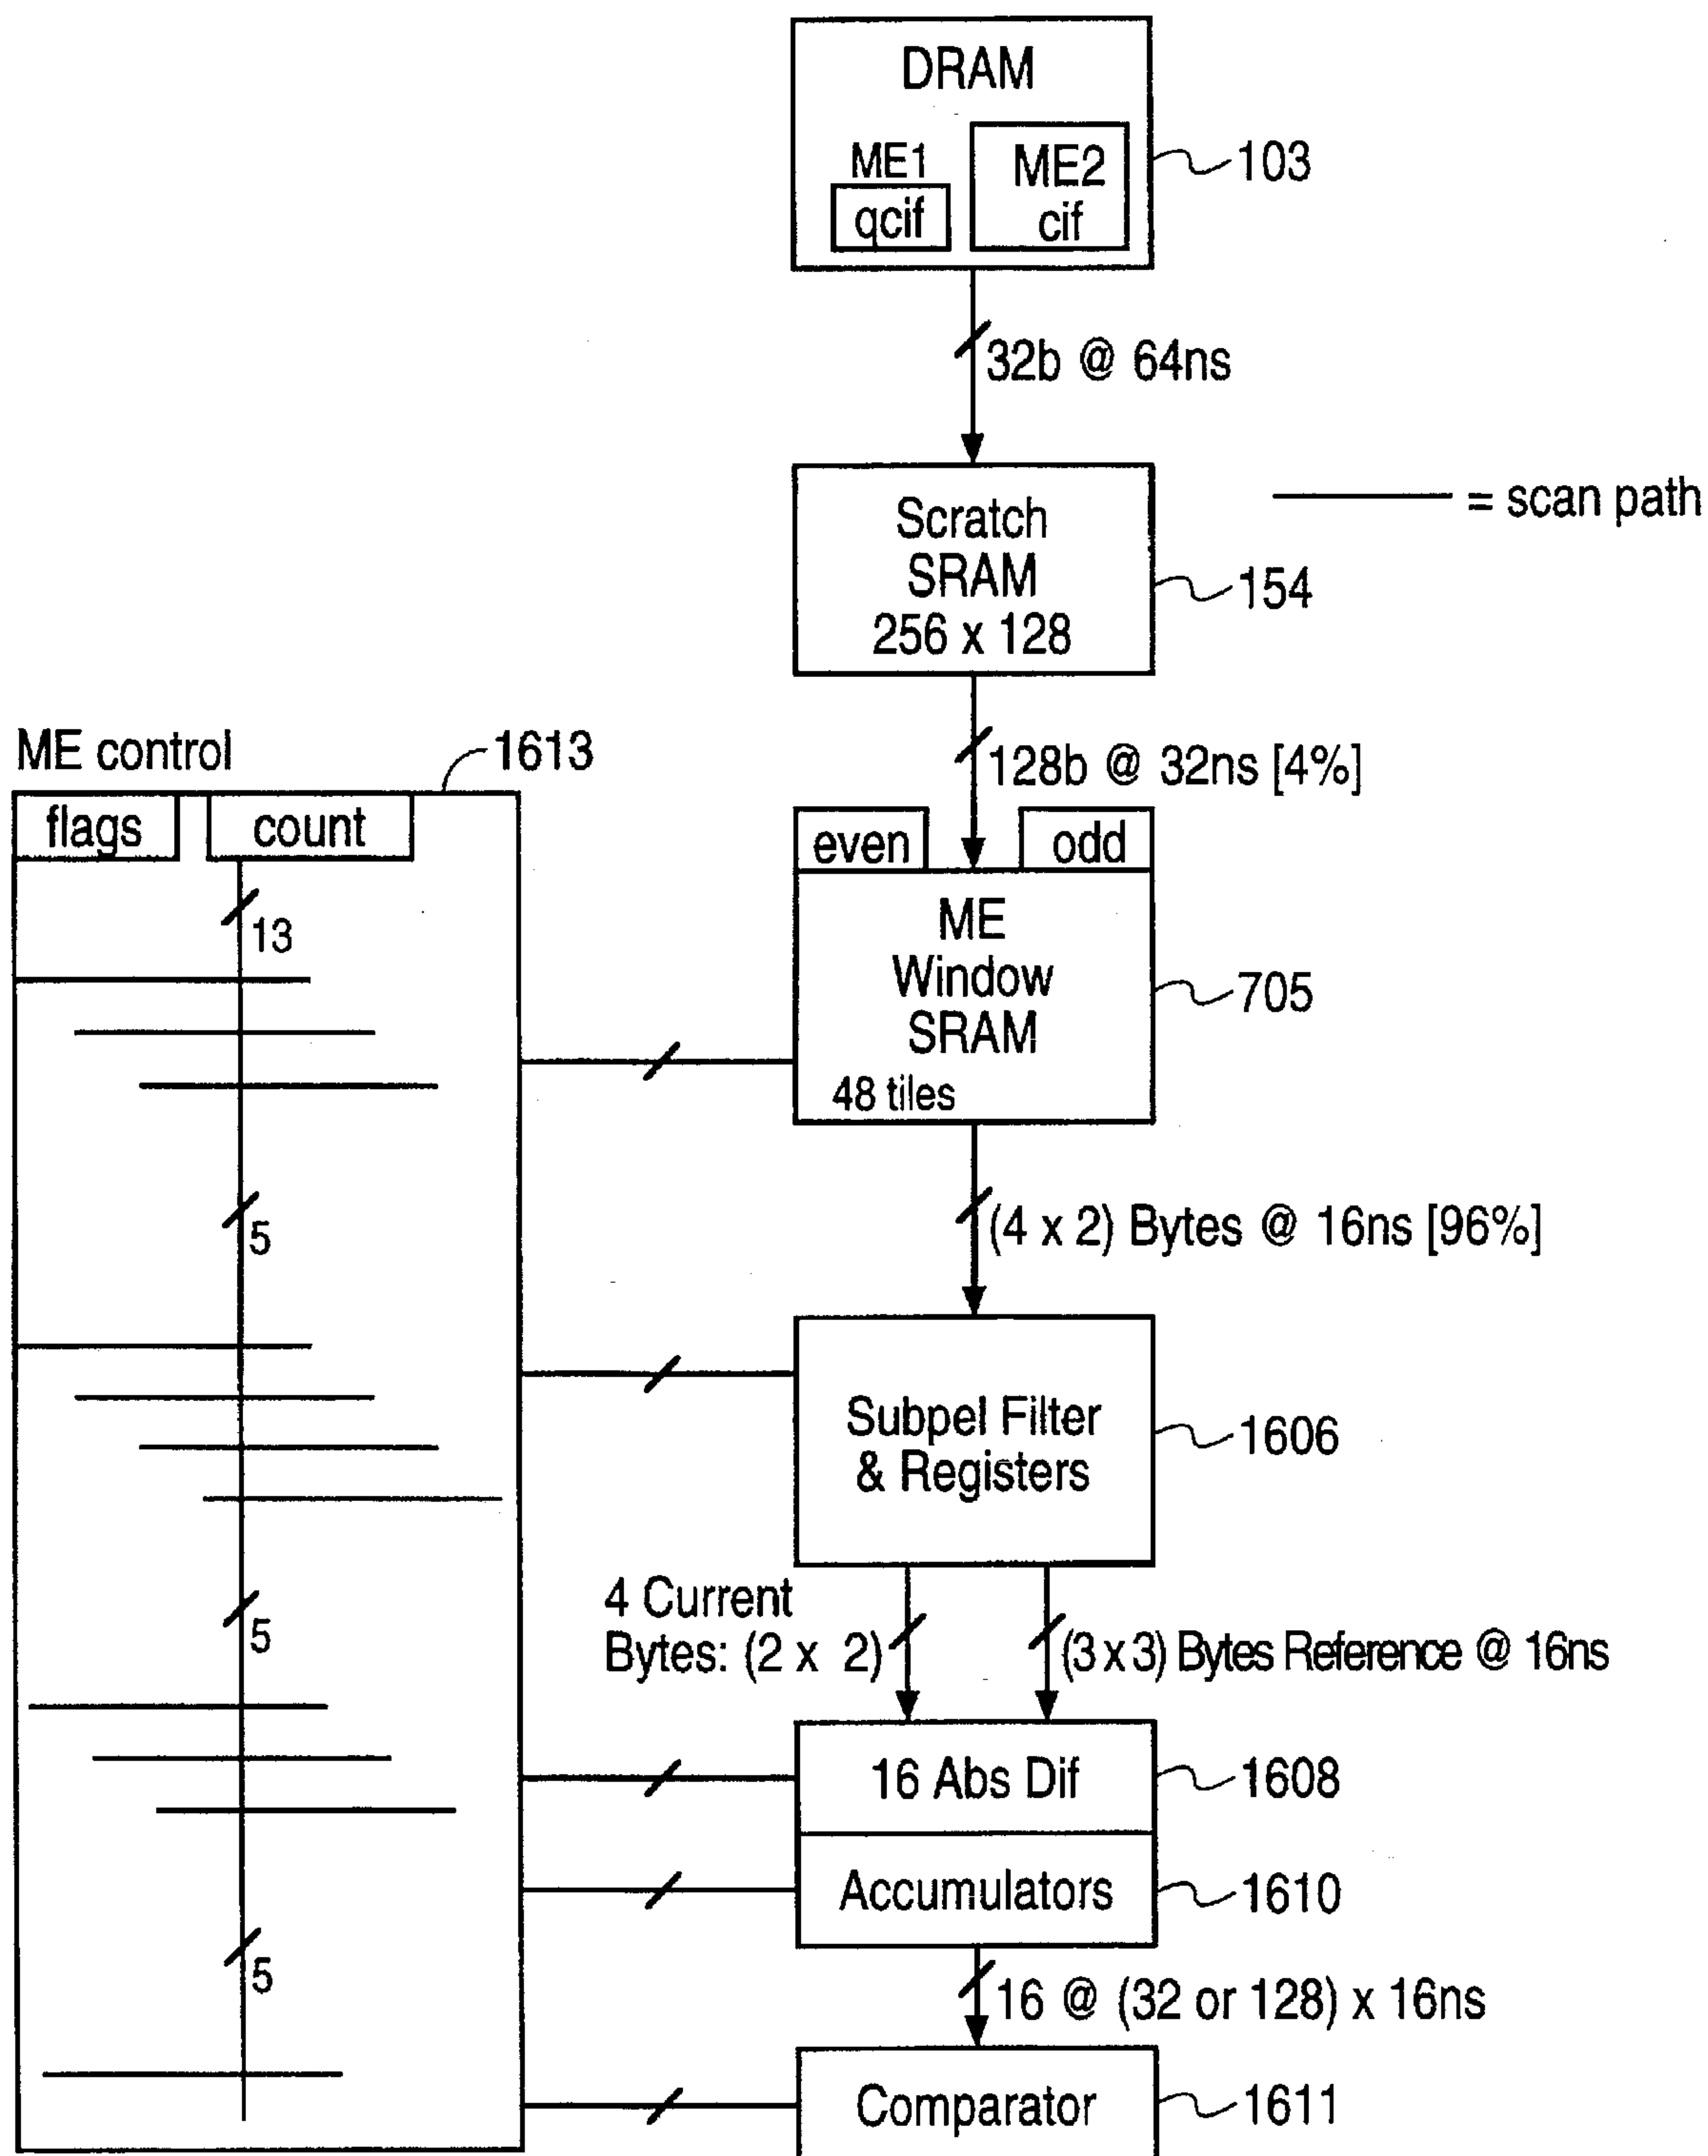 DRAM
ME1
qcif
ME2
cif
103
32b @ 64ns
Scratch
SRAM
256 x 128
154
= scan path
128b @ 32ns [4%]
ME control
1613
flags
count
13
5
5
5
even
odd
ME
Window
SRAM
48 tiles
705
(4 x 2) Bytes @ 16ns [96%]
Subpel Filter
& Registers
1606
4 Current
Bytes: (2 x 2)
(3 x 3) Bytes Reference @ 16ns
16 Abs Dif
1608
Accumulators
1610
16 @ (32 or 128) x 16ns
Comparator
1611